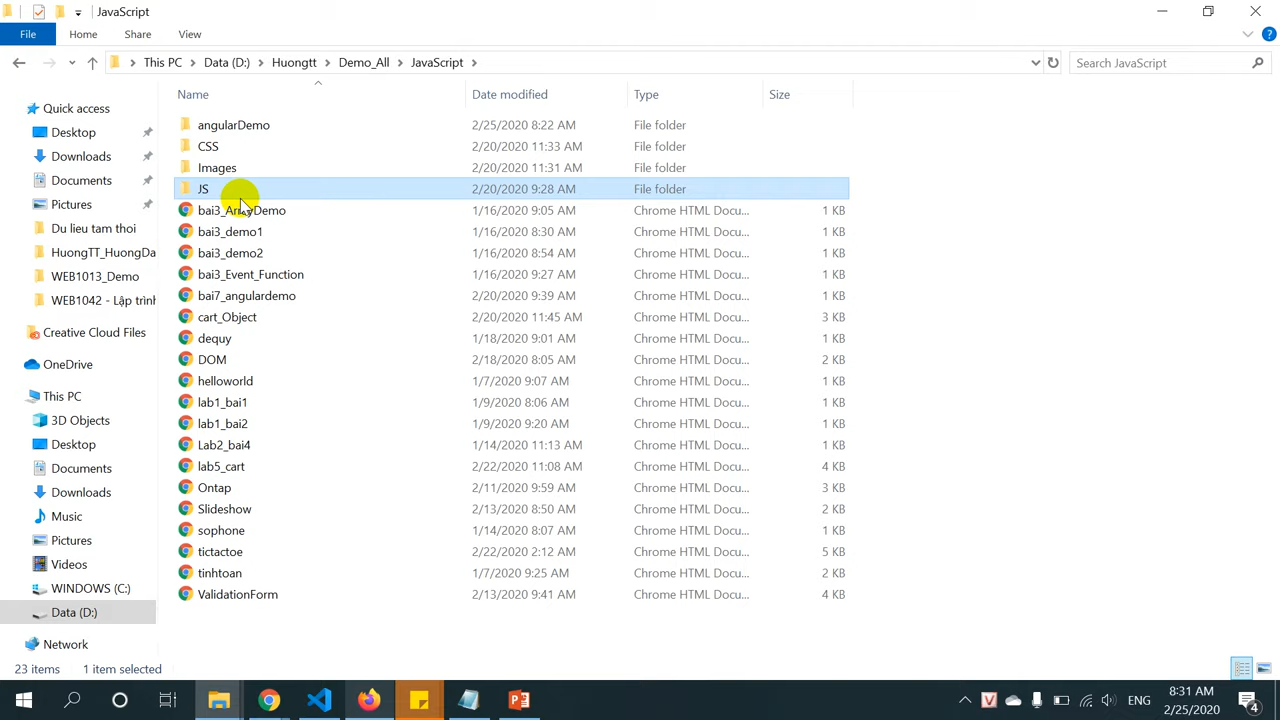 JavaScript
File Home Share View
This PC Data (D:) Huongtt Demo_All JavaScript
Search JavaScript
Name Date modified Type Size
Quick access
Desktop
Downloads
Documents
Pictures
Du lieu tam thoi
HuongTT_HuongDa
WEB1013_Demo
WEB1042 - Lập trình
Creative Cloud Files
OneDrive
This PC
3D Objects
Desktop
Documents
Downloads
Music
Pictures
Videos
WINDOWS (C:)
Data (D:)
Network
angularDemo 2/25/2020 8:22 AM File folder
CSS 2/20/2020 11:33 AM File folder
Images 2/20/2020 11:31 AM File folder
JS 2/20/2020 9:28 AM File folder
bai3_ArrayDemo 1/16/2020 9:05 AM Chrome HTML Docu... 1 KB
bai3_demo1 1/16/2020 8:30 AM Chrome HTML Docu... 1 KB
bai3_demo2 1/16/2020 8:54 AM Chrome HTML Docu... 1 KB
bai3_Event_Function 1/16/2020 9:27 AM Chrome HTML Docu... 1 KB
bai7_angulardemo 2/20/2020 9:39 AM Chrome HTML Docu... 1 KB
cart_Object 2/20/2020 11:45 AM Chrome HTML Docu... 3 KB
dequy 1/18/2020 9:01 AM Chrome HTML Docu... 1 KB
DOM 2/18/2020 8:05 AM Chrome HTML Docu... 2 KB
helloworld 1/7/2020 9:07 AM Chrome HTML Docu... 1 KB
lab1_bai1 1/9/2020 8:06 AM Chrome HTML Docu... 1 KB
lab1_bai2 1/9/2020 9:20 AM Chrome HTML Docu... 1 KB
Lab2_bai4 1/14/2020 11:13 AM Chrome HTML Docu... 1 KB
lab5_cart 2/22/2020 11:08 AM Chrome HTML Docu... 4 KB
Ontap 2/11/2020 9:59 AM Chrome HTML Docu... 3 KB
Slideshow 2/13/2020 8:50 AM Chrome HTML Docu... 2 KB
sophone 1/14/2020 8:07 AM Chrome HTML Docu... 1 KB
tictactoe 2/22/2020 2:12 AM Chrome HTML Docu... 5 KB
tinhtoan 1/7/2020 9:25 AM Chrome HTML Docu... 2 KB
ValidationForm 2/13/2020 9:41 AM Chrome HTML Docu... 4 KB
23 items 1 item selected
ENG
8:31 AM
2/25/2020
4